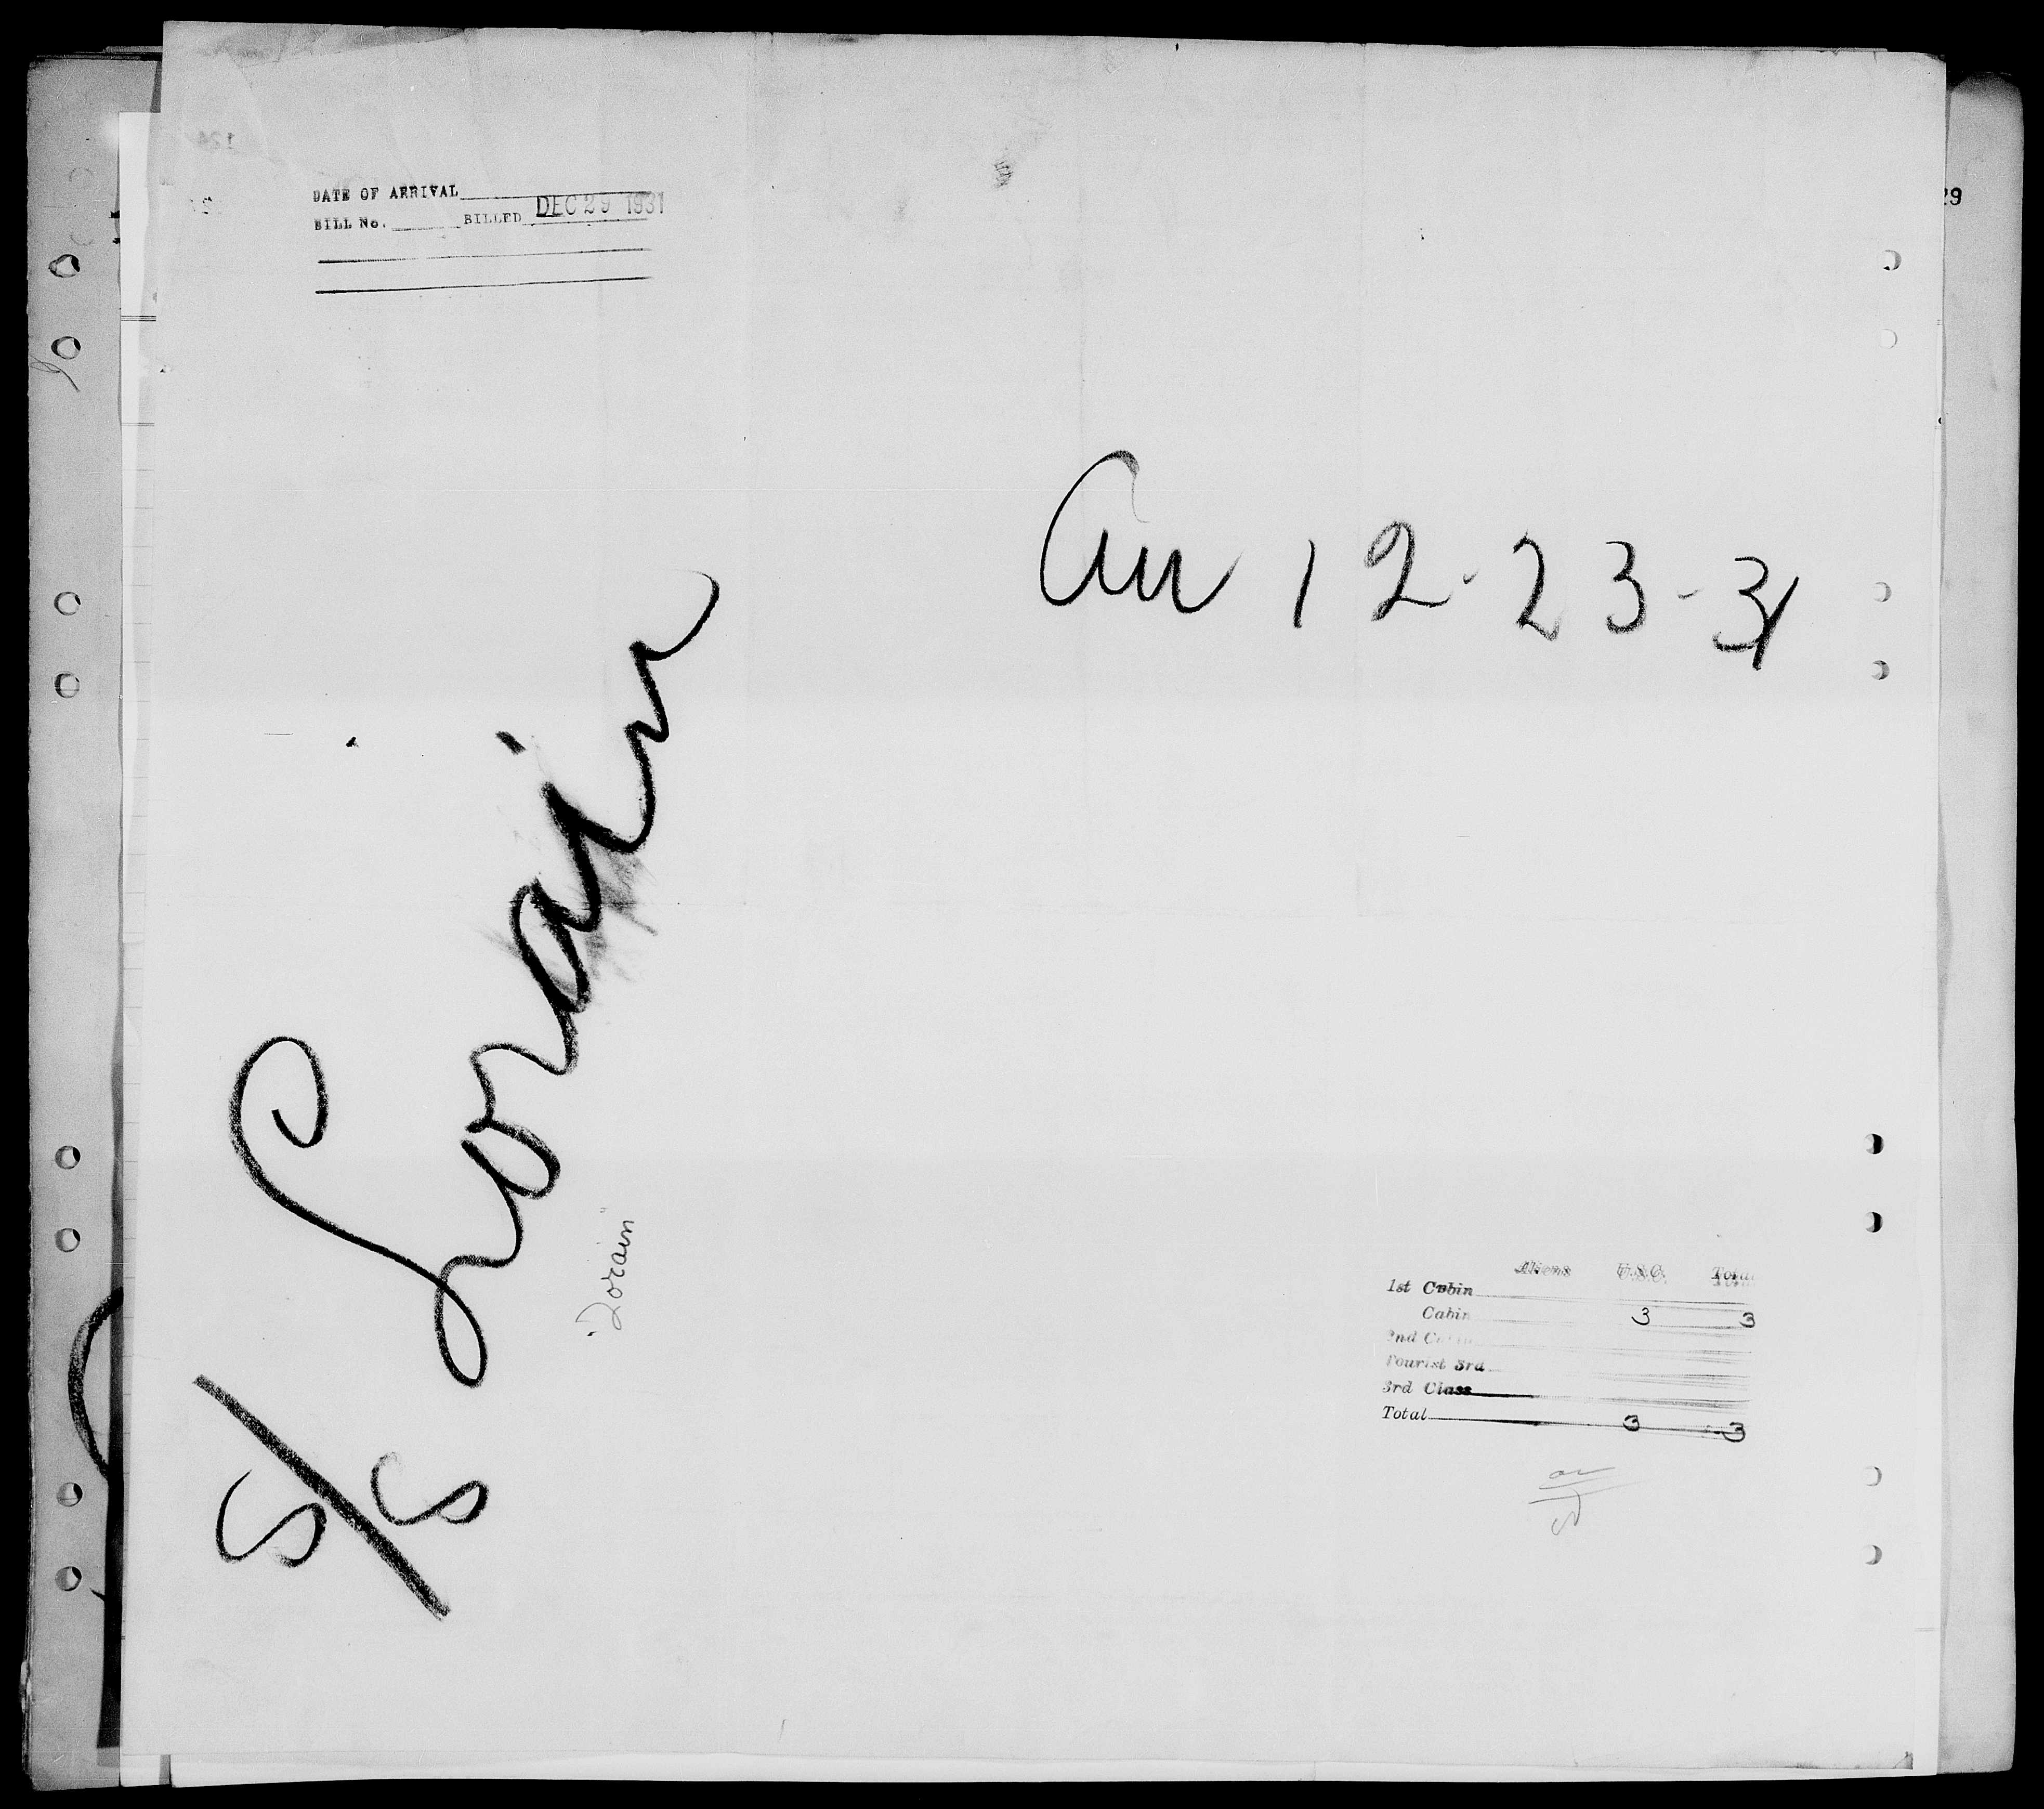 DATE OF ARRIVAL
BILL No. BILLED DEC 29 1931
29
Arr 12-23-31
S/S Lorain
"Lorain"
Aliens U.S.C. Total
1st Cabin
Cabin 3 3
2nd Cabin
Tourist 3rd
3rd Class
Total 3 3